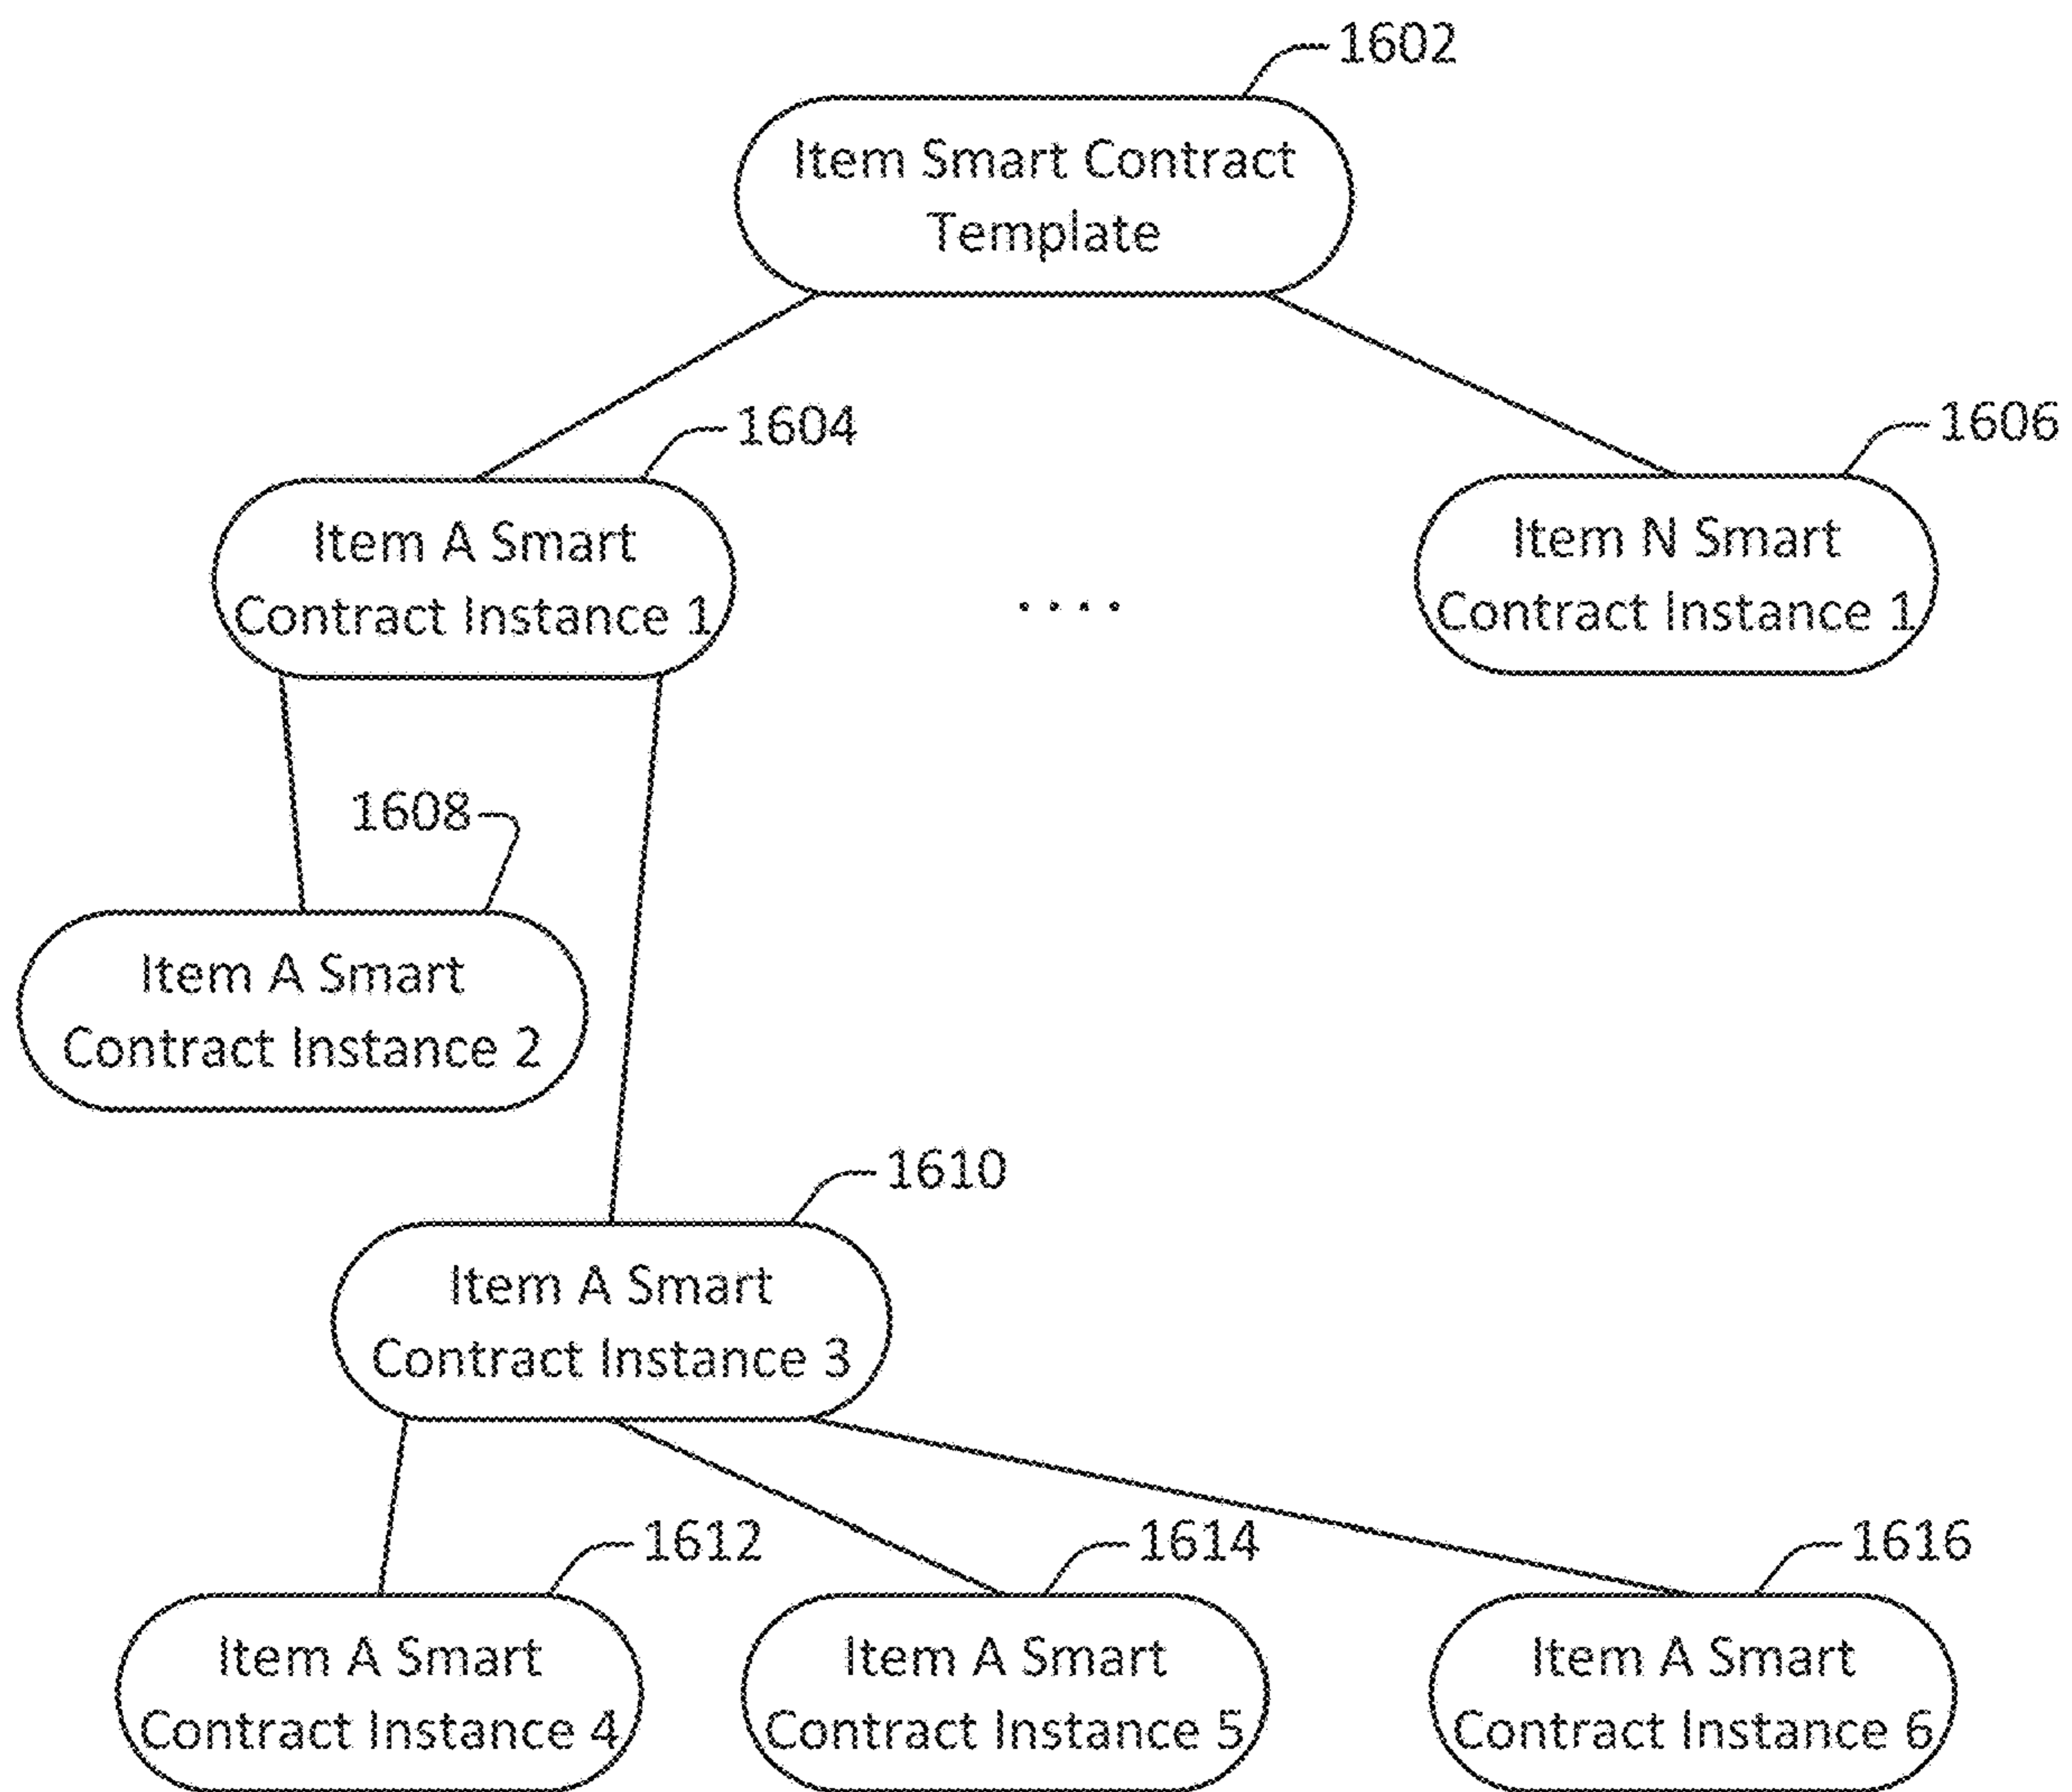 1602
Item Smart Contract
Template
1604
1606
Item A Smart
Contract Instance 1
....
Item N Smart
Contract Instance 1
1608
Item A Smart
Contract Instance 2
1610
Item A Smart
Contract Instance 3
1612
1614
1616
Item A Smart
Contract Instance 4
Item A Smart
Contract Instance 5
Item A Smart
Contract Instance 6